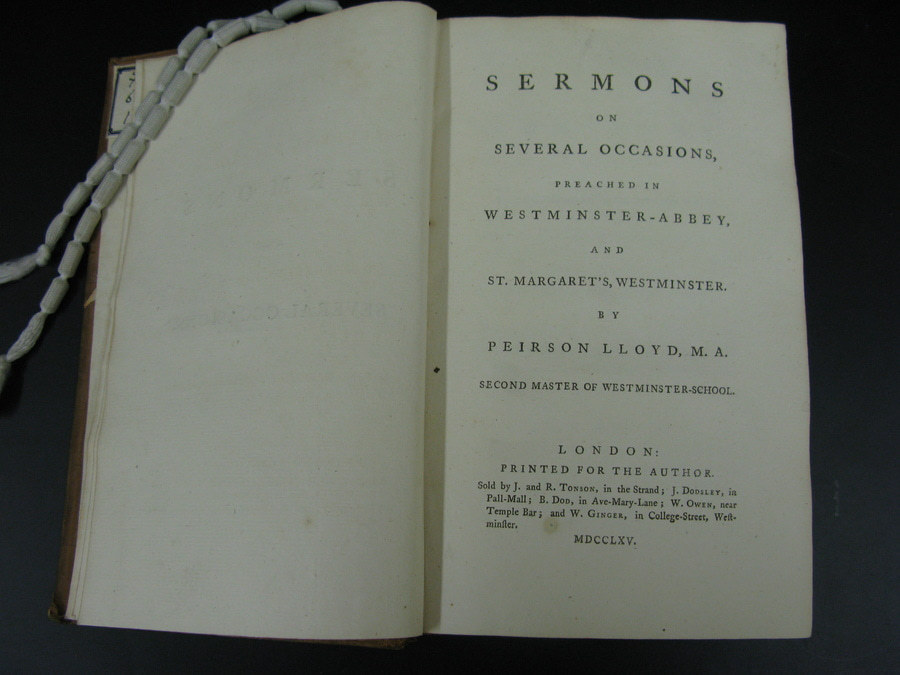 SERMONS
ON
SEVERAL OCCASIONS,
PREACHED IN
WESTMINSTER-ABBEY,
AND
ST. MARGARET'S, WESTMINSTER.
BY
PEIRSON LLOYD, M. A.
SECOND MASTER OF WESTMINSTER-SCHOOL.
LONDON:
PRINTED FOR THE AUTHOR.
Sold by J. and R. TONSON, in the Strand; J. DODSLEY, in
Pall-Mall; B. DOD, in Ave-Mary-Lane; W. OWEN, near
Temple Bar; and W. GINGER, in College-Street, Weſt-
minſter.
MDCCLXV.